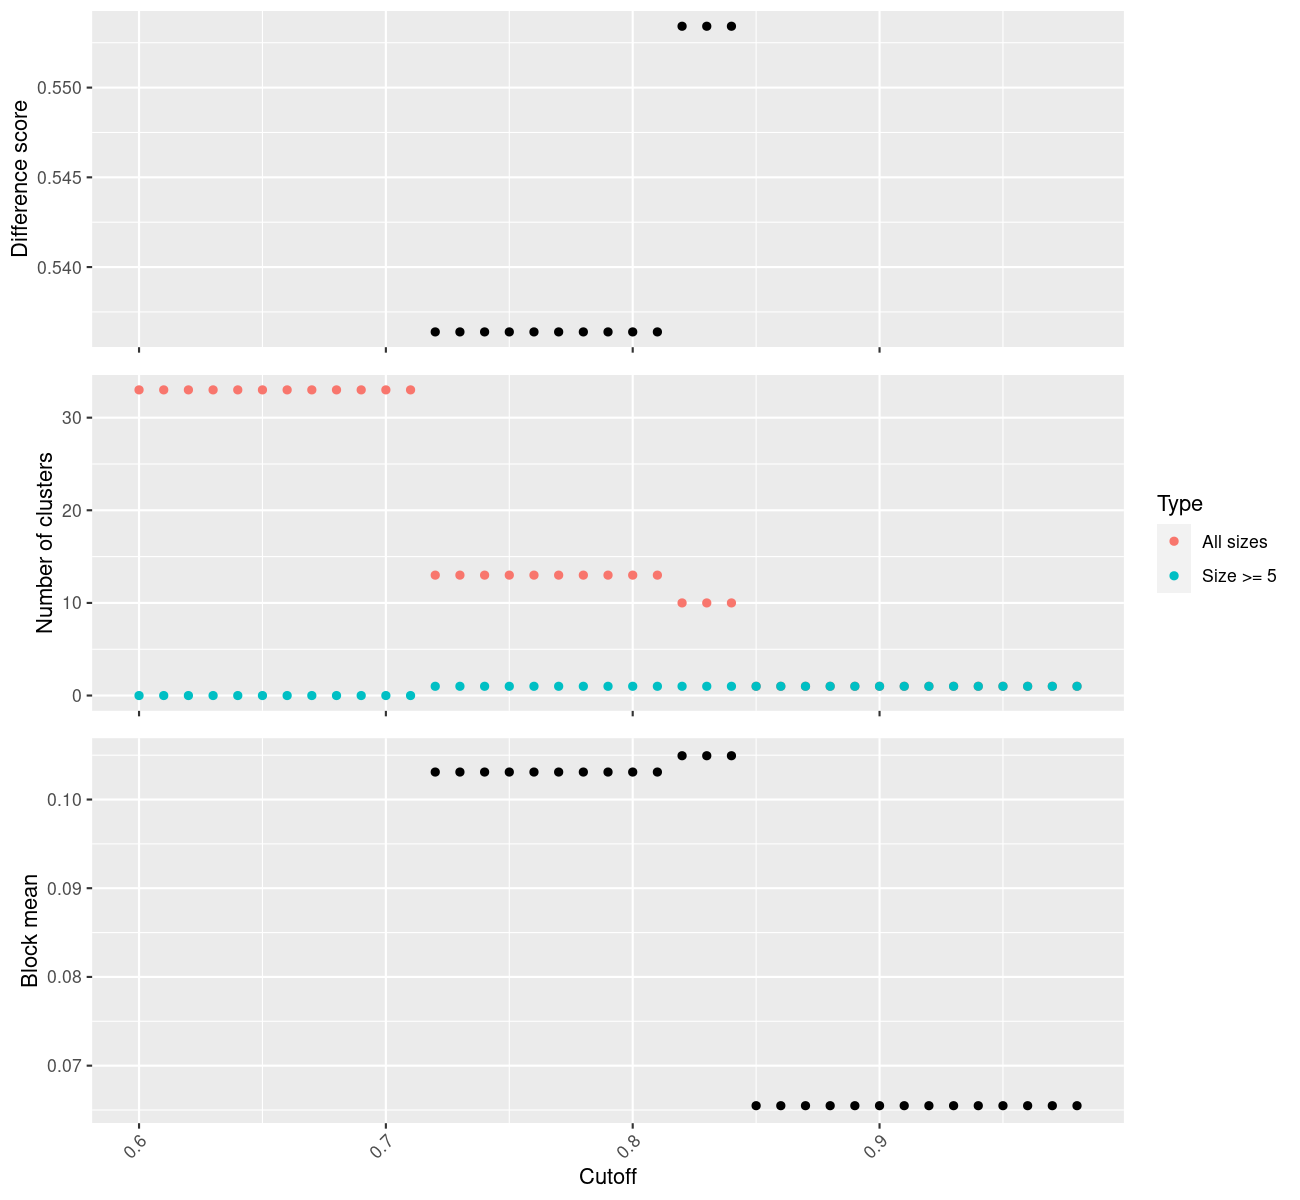 Difference score
0.550
0.545
0.540
Number of clusters
30
20
10
0
Type
All sizes
Size >= 5
Block mean
0.10
0.09
0.08
0.07
0.6
0.7
0.8
0.9
Cutoff